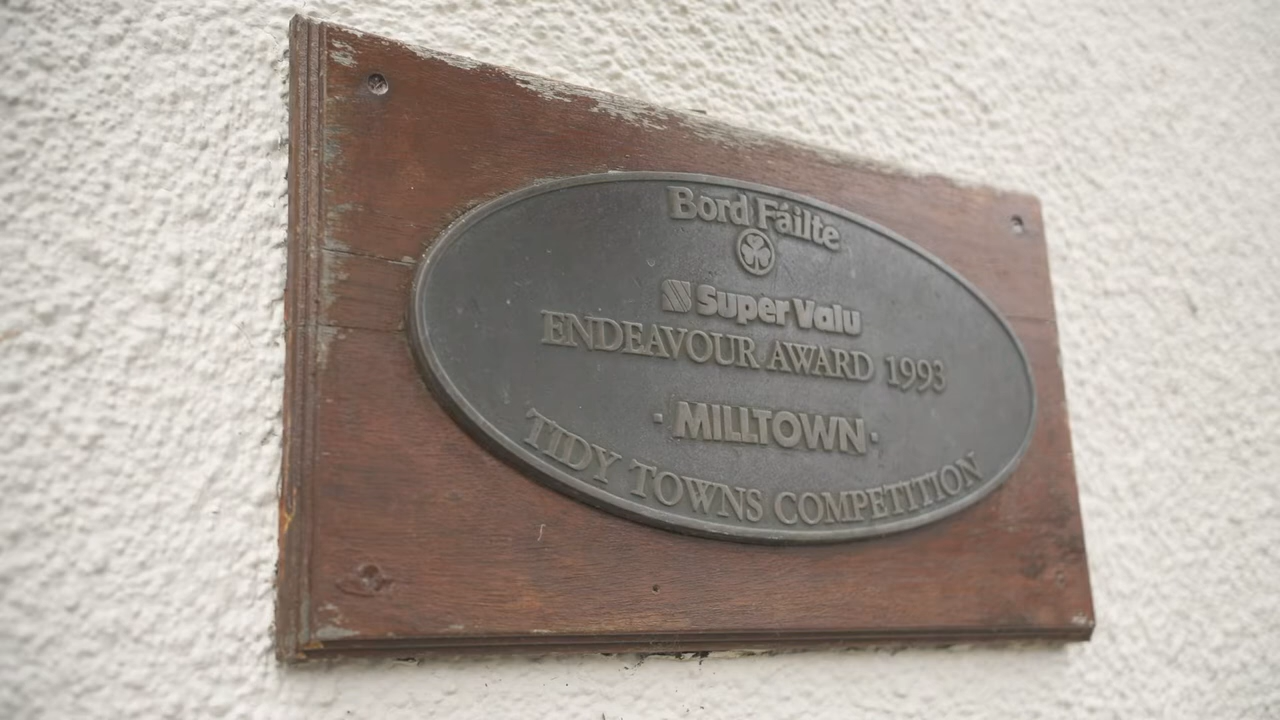 Bord Fáilte
SuperValu
ENDEAVOUR AWARD 1993
· MILLTOWN ·
TIDY TOWNS COMPETITION